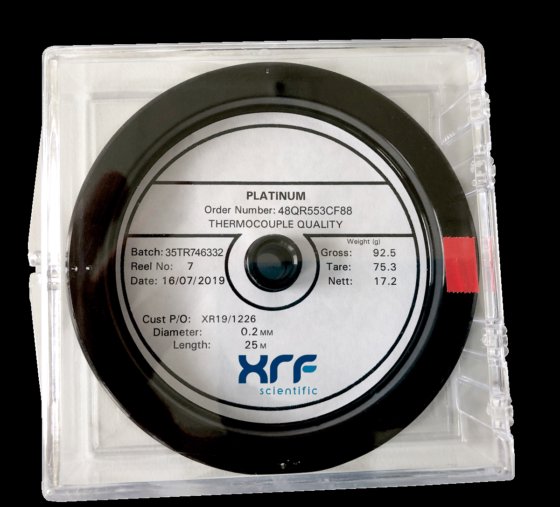 PLATINUM
Order Number: 48QR553CF88
THERMOCOUPLE QUALITY
Weight (g)
Batch: 35TR746332 Gross: 92.5
Reel No: 7 Tare: 75.3
Date: 16/07/2019 Nett: 17.2
Cust P/O: XR19/1226
Diameter: 0.2 MM
Length: 25 M
xrf
scientific